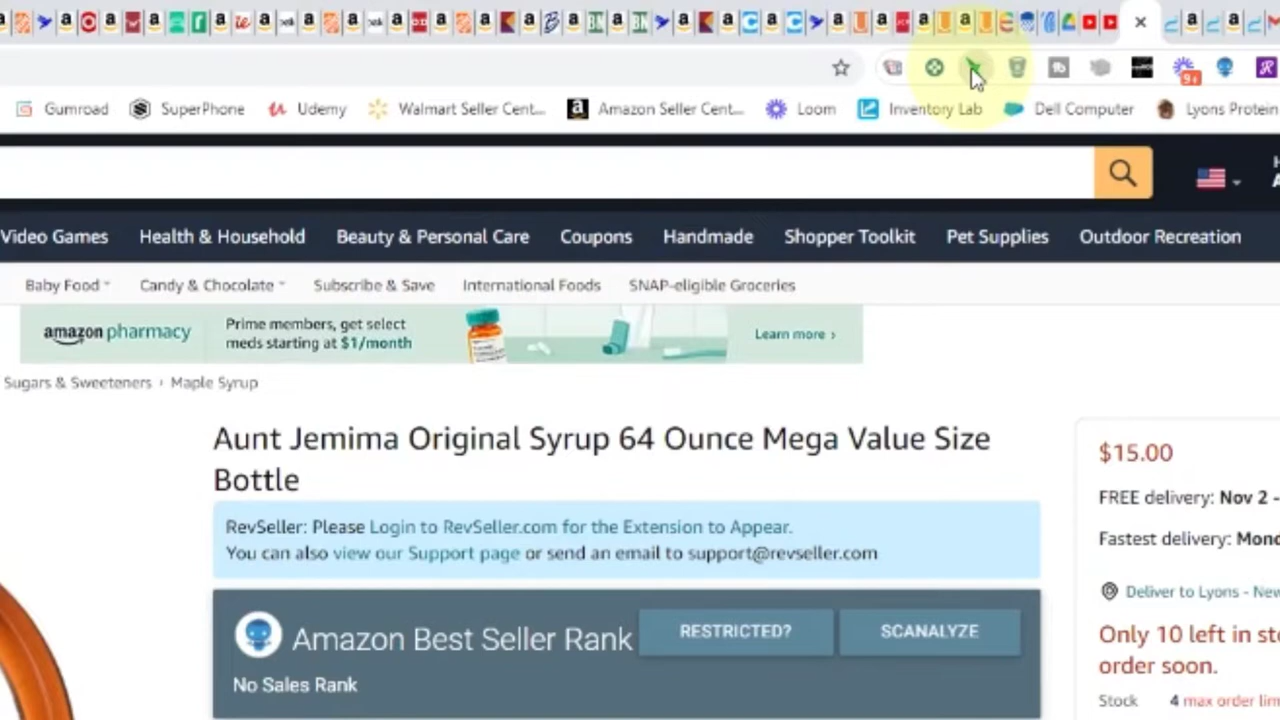 9+
Gumroad SuperPhone Udemy Walmart Seller Cent... Amazon Seller Cent... Loom Inventory Lab Dell Computer Lyons Protein
Video Games Health & Household Beauty & Personal Care Coupons Handmade Shopper Toolkit Pet Supplies Outdoor Recreation
Baby Food Candy & Chocolate Subscribe & Save International Foods SNAP-eligible Groceries
amazon pharmacy
Prime members, get select
meds starting at $1/month
Learn more ›
Sugars & Sweeteners › Maple Syrup
Aunt Jemima Original Syrup 64 Ounce Mega Value Size
Bottle
$15.00
FREE delivery: Nov 2 -
RevSeller: Please Login to RevSeller.com for the Extension to Appear.
You can also view our Support page or send an email to support@revseller.com
Fastest delivery: Mond
Deliver to Lyons - New
Amazon Best Seller Rank
RESTRICTED?
SCANALYZE
Only 10 left in sto
order soon.
No Sales Rank
Stock 4 max order lim